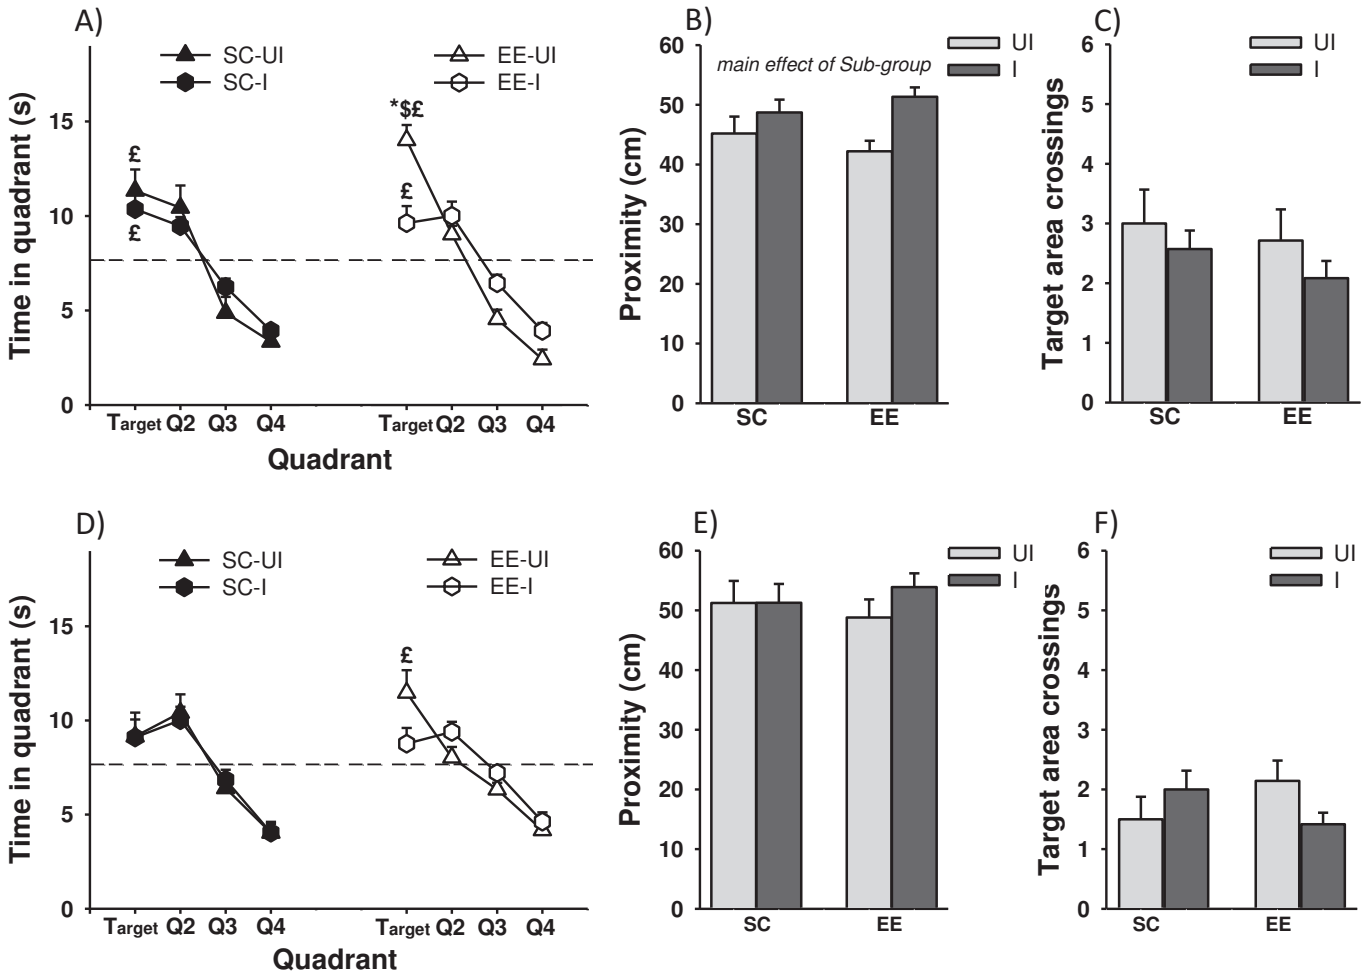 A)
SC-UI
SC-I
EE-UI
EE-I
Time in quadrant (s)
15
10
5
0
£
£
*$£
£
Target Q2 Q3 Q4
Target Q2 Q3 Q4
Quadrant
B)
UI
I
main effect of Sub-group
Proximity (cm)
60
50
40
30
20
10
0
SC
EE
C)
UI
I
Target area crossings
6
5
4
3
2
1
0
SC
EE
D)
SC-UI
SC-I
EE-UI
EE-I
Time in quadrant (s)
15
10
5
0
£
Target Q2 Q3 Q4
Target Q2 Q3 Q4
Quadrant
E)
UI
I
Proximity (cm)
60
50
40
30
20
10
0
SC
EE
F)
UI
I
Target area crossings
6
5
4
3
2
1
0
SC
EE